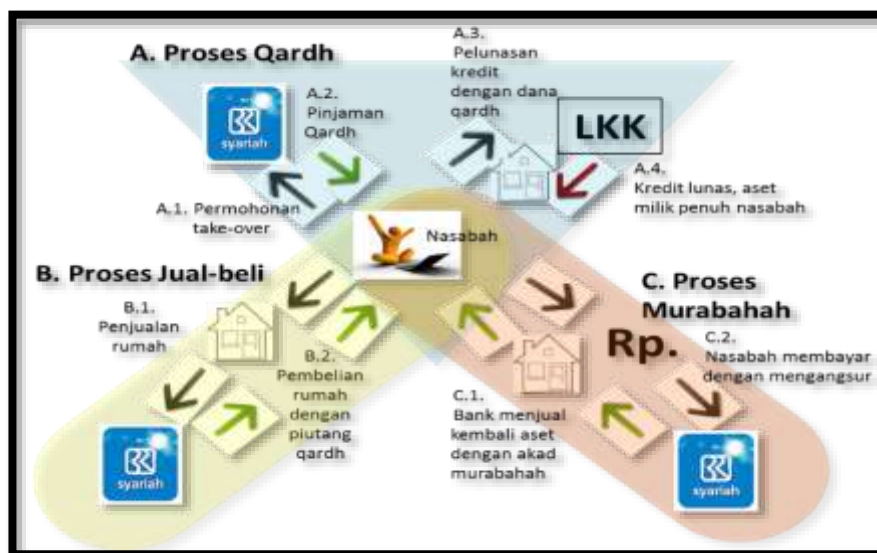 A. Proses Qardh
syariah
A.2.
Pinjaman
Qardh
A.1. Permohonan
take-over
A.3.
Pelunasan
kredit
dengan dana
qardh
LKK
A.4.
Kredit lunas, aset
milik penuh nasabah
Nasabah
B. Proses Jual-beli
B.1.
Penjualan
rumah
B.2.
Pembelian
rumah
dengan
piutang
qardh
syariah
C. Proses
Murabahah
Rp.
C.2.
Nasabah membayar
dengan mengangsur
C.1.
Bank menjual
kembali aset
dengan akad
murabahah
syariah